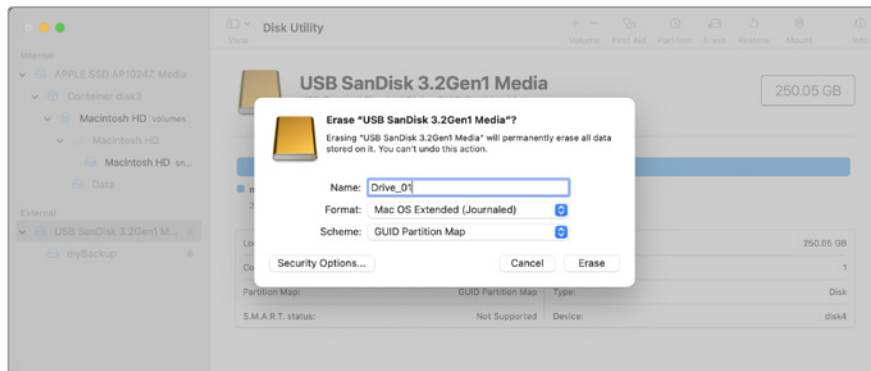 Disk Utility
View
Volume First Aid Partition Erase Restore Mount Info
Internal
APPLE SSD AP1024Z Media
Container disk3
Macintosh HD volumes
Macintosh HD
Macintosh HD sn...
Data
External
USB SanDisk 3.2Gen1 M...
myBackup
USB SanDisk 3.2Gen1 Media
250.05 GB
Erase "USB SanDisk 3.2Gen1 Media"?
Erasing "USB SanDisk 3.2Gen1 Media" will permanently erase all data
stored on it. You can't undo this action.
Name: Drive_01
Format: Mac OS Extended (Journaled)
Scheme: GUID Partition Map
Security Options... Cancel Erase
250.05 GB
1
Partition Map: GUID Partition Map Type: Disk
S.M.A.R.T. status: Not Supported Device: disk4